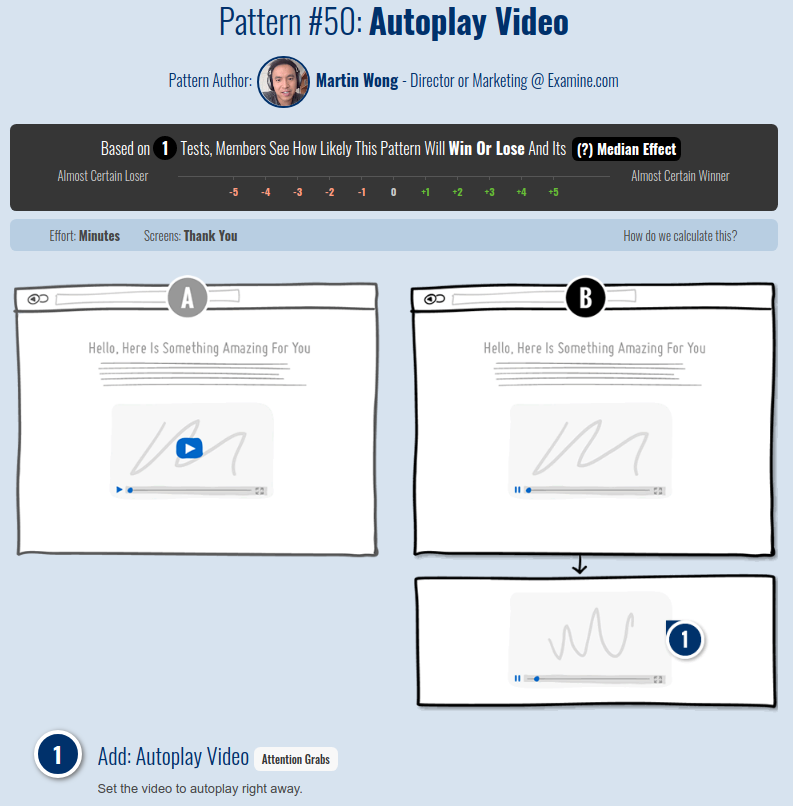 Pattern #50: Autoplay Video
Pattern Author: Martin Wong - Director or Marketing @ Examine.com
Based on 1 Tests, Members See How Likely This Pattern Will Win Or Lose And Its (?) Median Effect
Almost Certain Loser -5 -4 -3 -2 -1 0 +1 +2 +3 +4 +5 Almost Certain Winner
Effort: Minutes Screens: Thank You How do we calculate this?
A
Hello, Here Is Something Amazing For You
B
Hello, Here Is Something Amazing For You
1
1 Add: Autoplay Video Attention Grabs
Set the video to autoplay right away.